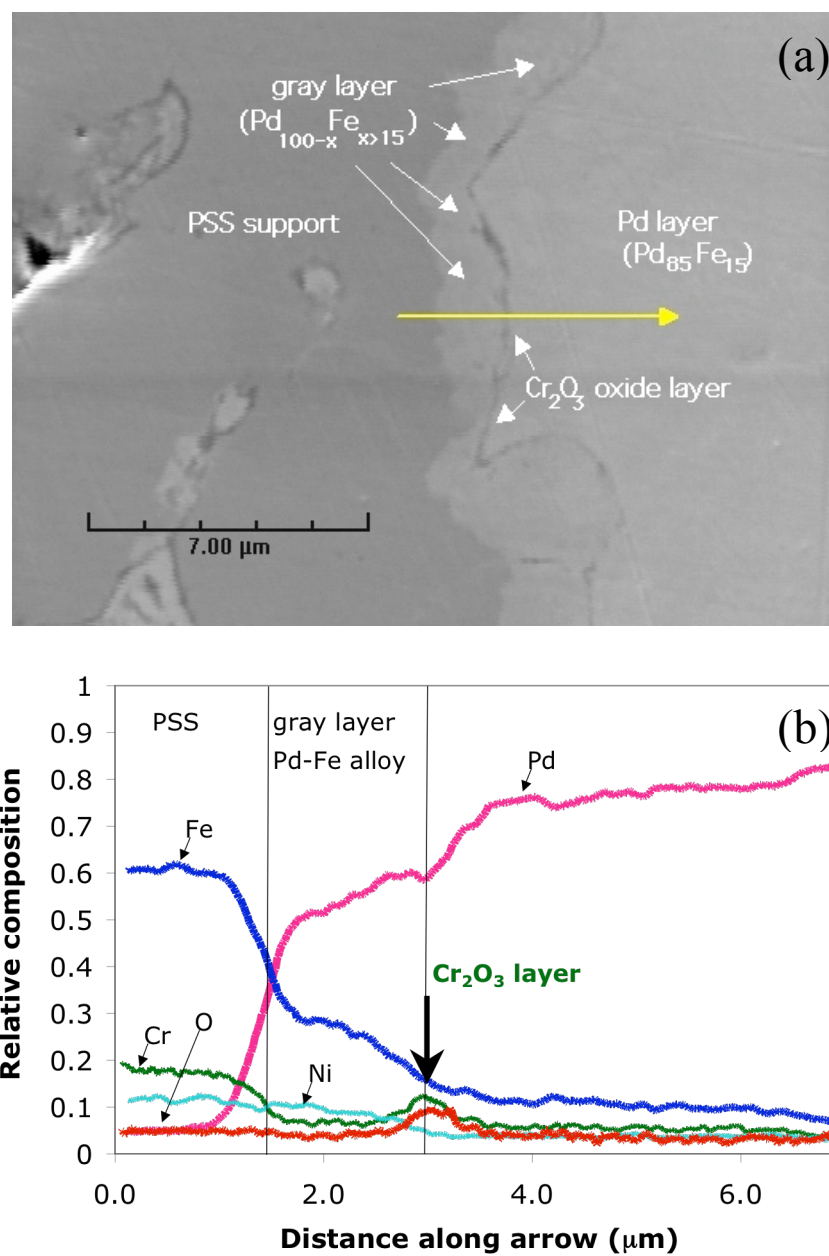 (a)
gray layer
(Pd₁₀₀₋ₓFeₓ>₁₅)
PSS support
Pd layer
(Pd₈₅Fe₁₅)
Cr₂O₃ oxide layer
7.00 µm
(b)
Relative composition
1
0.9
0.8
0.7
0.6
0.5
0.4
0.3
0.2
0.1
0
PSS
gray layer
Pd-Fe alloy
Pd
Fe
Cr₂O₃ layer
Cr
O
Ni
0.0
2.0
4.0
6.0
Distance along arrow (µm)